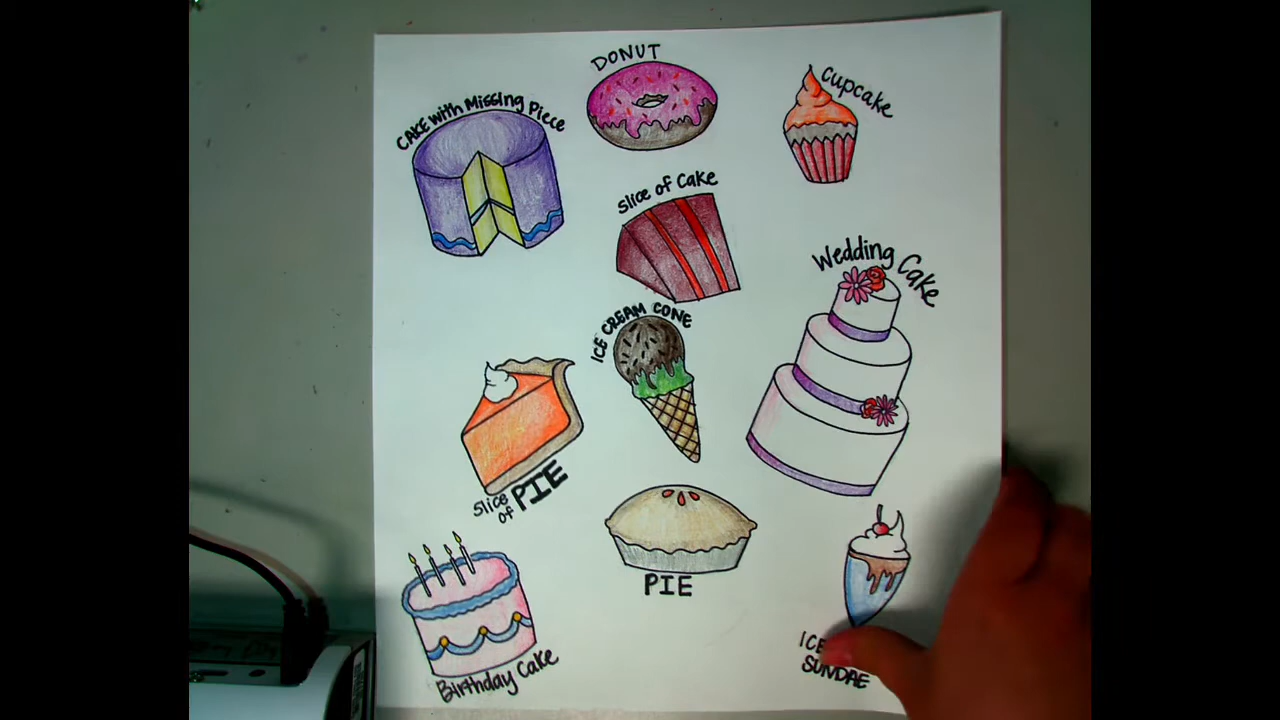 DONUT
Cupcake
CAKE with Missing Piece
Slice of Cake
Wedding Cake
ICE CREAM CONE
Slice
of
PIE
PIE
Birthday Cake
ICE
SUNDAE